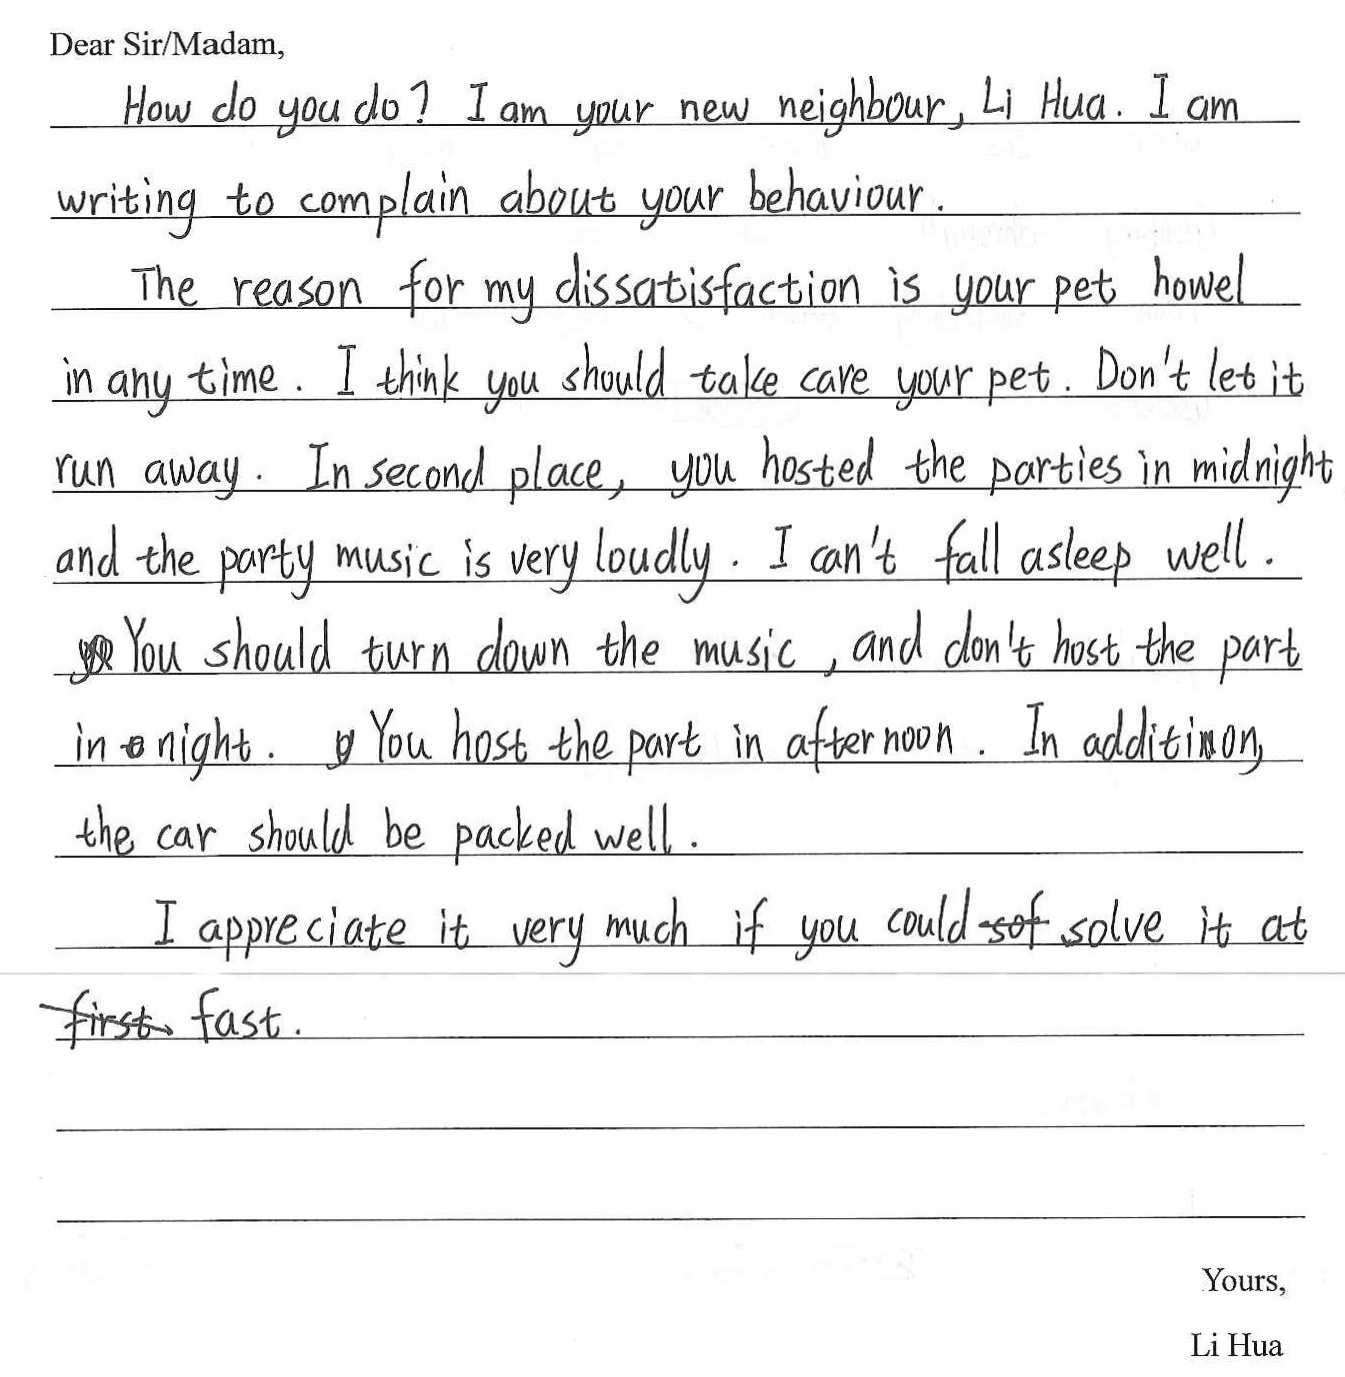 Dear Sir/Madam,
How do you do? I am your new neighbour, Li Hua. I am
writing to complain about your behaviour.
The reason for my dissatisfaction is your pet howel
in any time. I think you should take care your pet. Don't let it
run away. In second place, you hosted the parties in midnight
and the party music is very loudly. I can't fall asleep well.
You should turn down the music, and don't host the part
in night. You host the part in afternoon. In addition,
the car should be packed well.
I appreciate it very much if you could sof solve it at
first fast.
Yours,
Li Hua